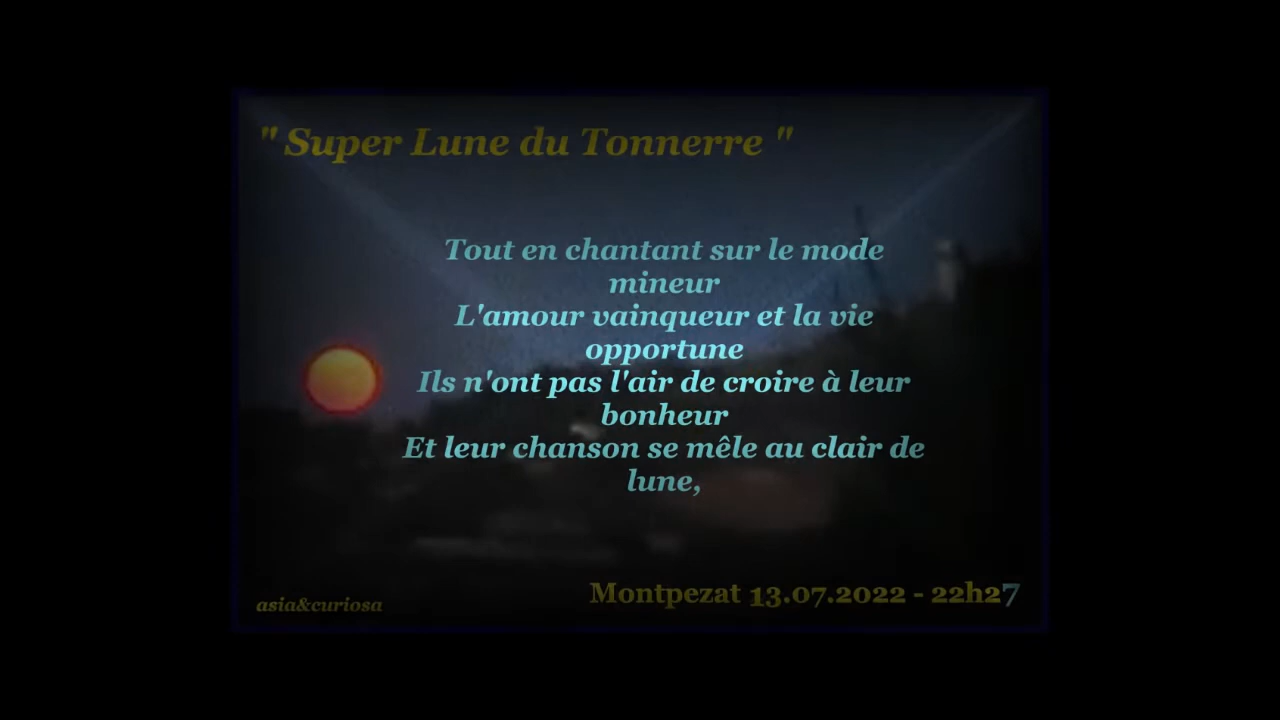 " Super Lune du Tonnerre "
Tout en chantant sur le mode
mineur
L'amour vainqueur et la vie
opportune
Ils n'ont pas l'air de croire à leur
bonheur
Et leur chanson se mêle au clair de
lune,
Montpezat 13.07.2022 - 22h27
asia&curiosa